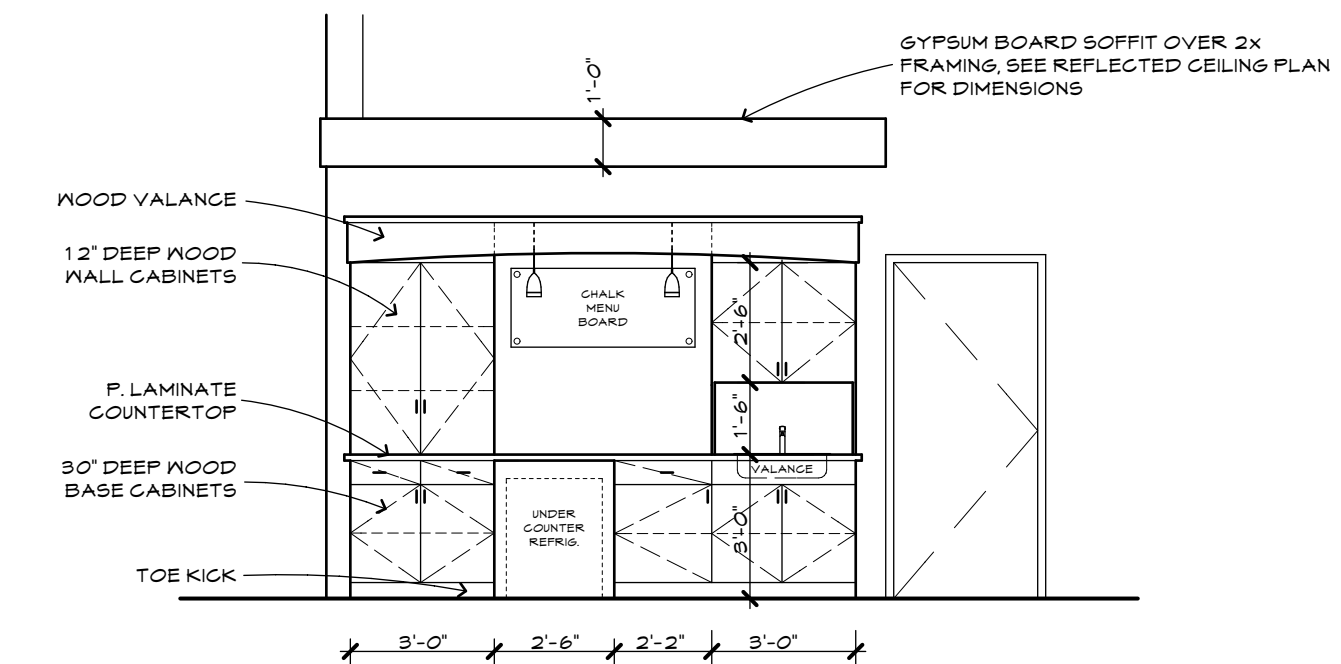 GYPSUM BOARD SOFFIT OVER 2x
FRAMING, SEE REFLECTED CEILING PLAN
FOR DIMENSIONS
1'-0"
WOOD VALANCE
12" DEEP WOOD
WALL CABINETS
CHALK
MENU
BOARD
2'-6"
P. LAMINATE
COUNTERTOP
1'-6"
30" DEEP WOOD
BASE CABINETS
VALANCE
UNDER
COUNTER
REFRIG.
3'-0"
TOE KICK
3'-0" 2'-6" 2'-2" 3'-0"